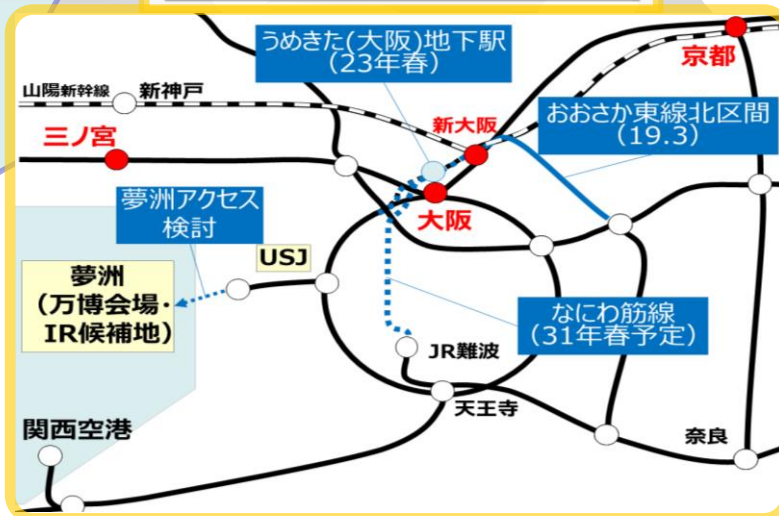 うめきた(大阪)地下駅
(23年春)
京都
山陽新幹線
新神戸
おおさか東線北区間
(19.3)
新大阪
三ノ宮
夢洲アクセス
検討
大阪
USJ
夢洲
(万博会場・
IR候補地)
なにわ筋線
(31年春予定)
JR難波
天王寺
関西空港
奈良